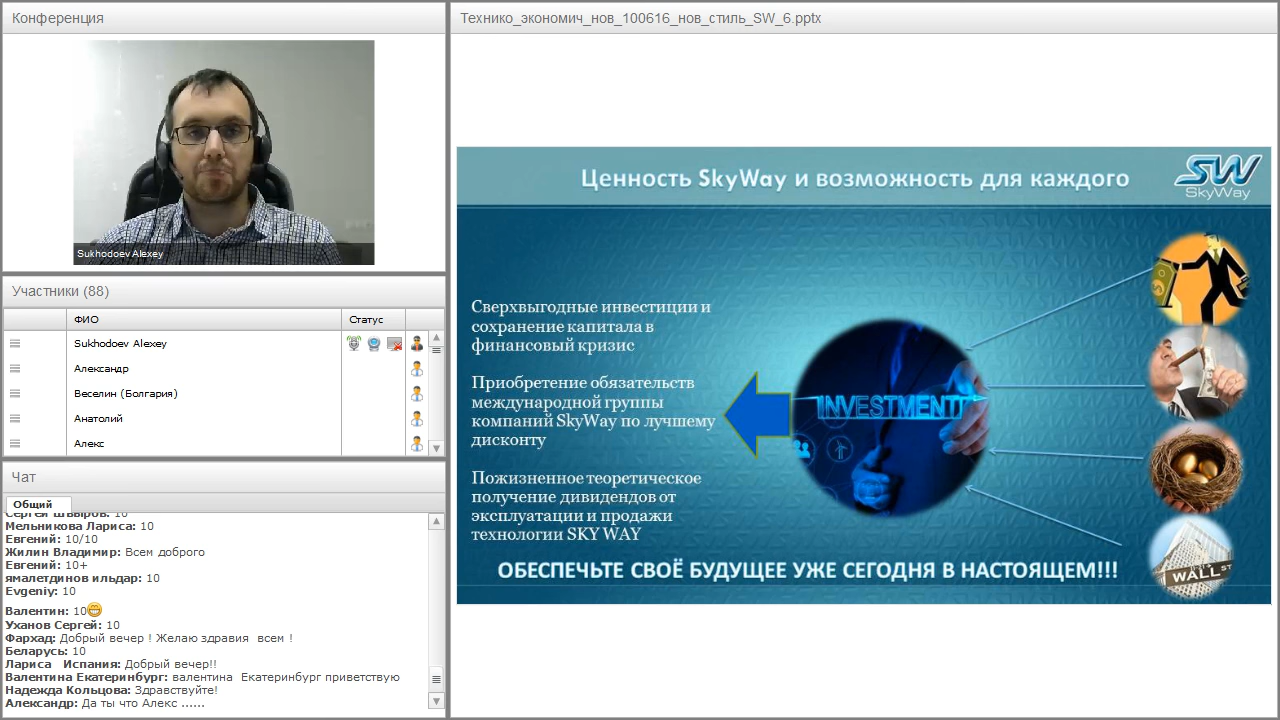 Конференция
Sukhodoev Alexey
Участники (88)
ФИО
Статус
Sukhodoev Alexey
Александр
Веселин (Болгария)
Анатолий
Алекс
Чат
Общий
Сергей Швыров: 10
Мельникова Лариса: 10
Евгений: 10/10
Жилин Владимир: Всем доброго
Евгений: 10+
ямалетдинов ильдар: 10
Evgeniy: 10
Валентин: 10
Уханов Сергей: 10
Фархад: Добрый вечер ! Желаю здравия всем !
Беларусь: 10
Лариса Испания: Добрый вечер!!
Валентина Екатеринбург: валентина Екатеринбург приветствую
Надежда Кольцова: Здравствуйте!
Александр: Да ты что Алекс ......
Технико_экономич_нов_100616_нов_стиль_SW_6.pptx
Ценность SkyWay и возможность для каждого
SW
SkyWay
Сверхвыгодные инвестиции и
сохранение капитала в
финансовый кризис
Приобретение обязательств
международной группы
компаний SkyWay по лучшему
дисконту
Пожизненное теоретическое
получение дивидендов от
эксплуатации и продажи
технологии SKY WAY
INVESTMENT
WALL ST
ОБЕСПЕЧЬТЕ СВОЁ БУДУЩЕЕ УЖЕ СЕГОДНЯ В НАСТОЯЩЕМ!!!